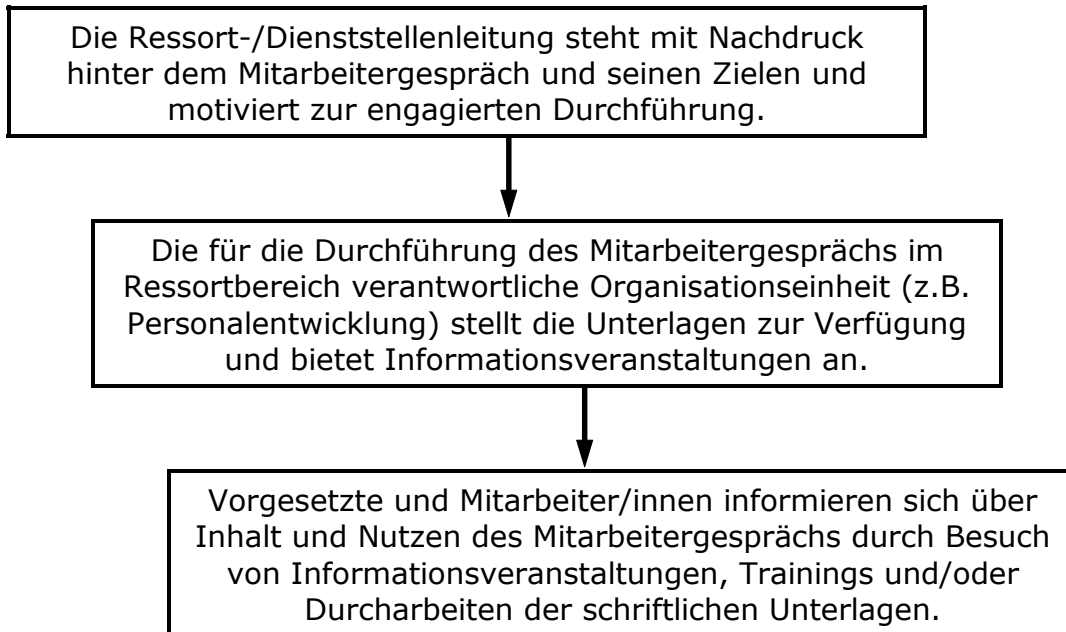 Die Ressort-/Dienststellenleitung steht mit Nachdruck
hinter dem Mitarbeitergespräch und seinen Zielen und
motiviert zur engagierten Durchführung.
Die für die Durchführung des Mitarbeitergesprächs im
Ressortbereich verantwortliche Organisationseinheit (z.B.
Personalentwicklung) stellt die Unterlagen zur Verfügung
und bietet Informationsveranstaltungen an.
Vorgesetzte und Mitarbeiter/innen informieren sich über
Inhalt und Nutzen des Mitarbeitergesprächs durch Besuch
von Informationsveranstaltungen, Trainings und/oder
Durcharbeiten der schriftlichen Unterlagen.